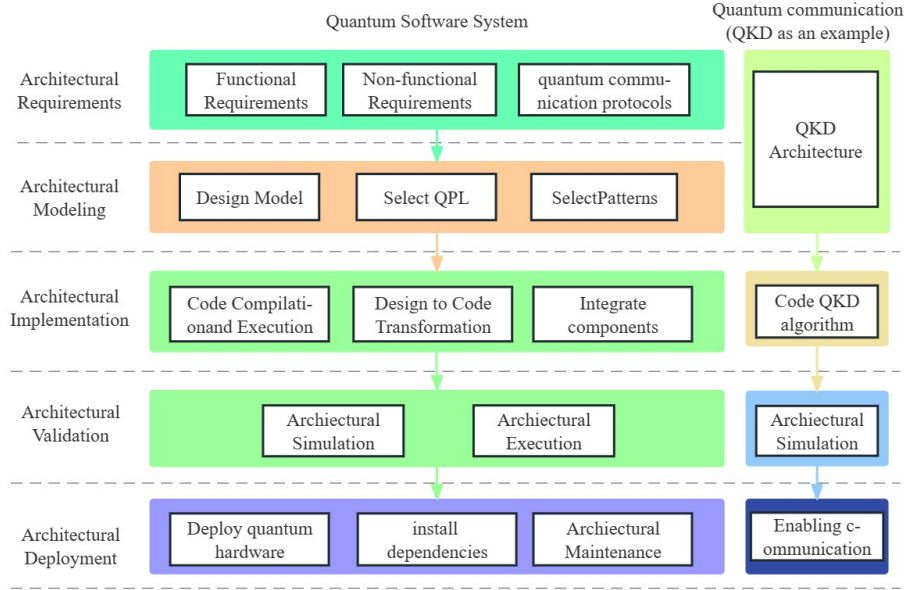 Quantum Software System
Quantum communication
(QKD as an example)
Architectural
Requirements
Functional
Requirements
Non-functional
Requirements
quantum commu-
nication protocols
QKD
Architecture
Architectural
Modeling
Design Model
Select QPL
SelectPatterns
Architectural
Implementation
Code Compilati-
onand Execution
Design to Code
Transformation
Integrate
components
Code QKD
algorithm
Architectural
Validation
Archiectural
Simulation
Archiectural
Execution
Archiectural
Simulation
Architectural
Deployment
Deploy quantum
hardware
install
dependencies
Archiectural
Maintenance
Enabling c-
ommunication